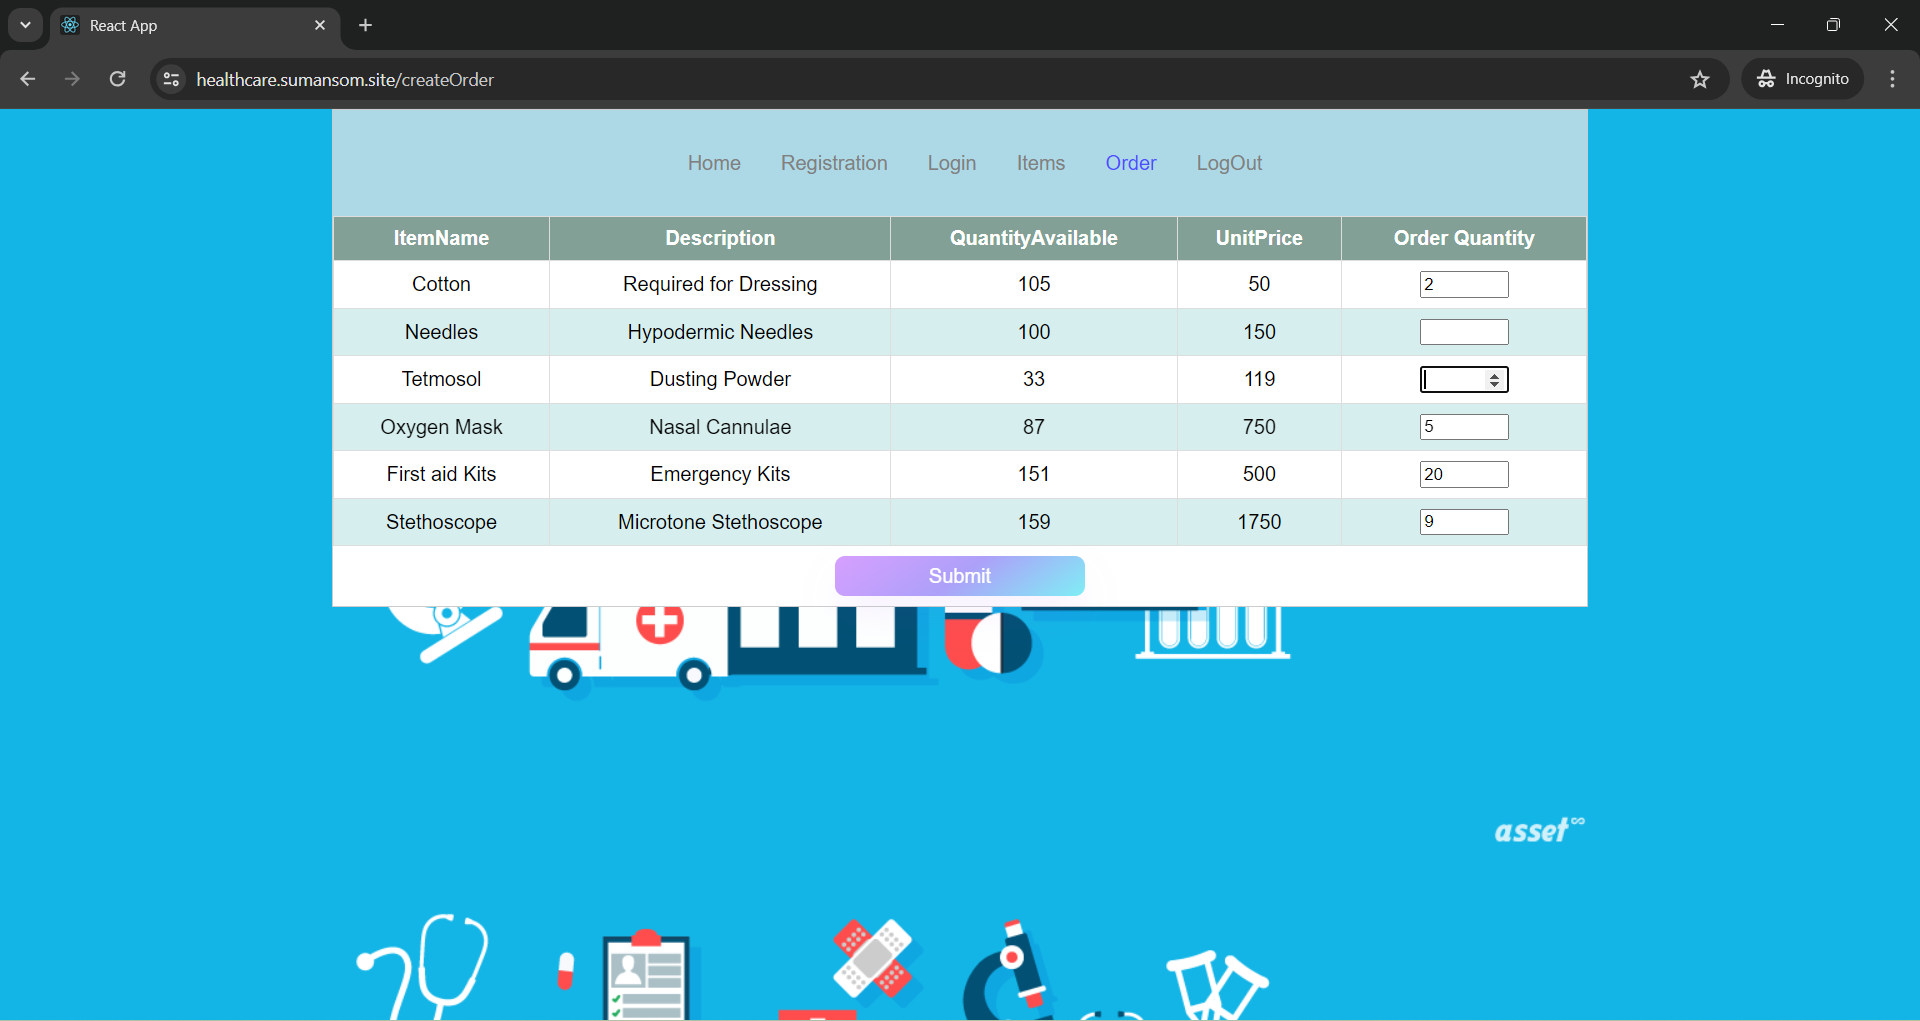 React App
healthcare.sumansom.site/createOrder
Incognito
Home Registration Login Items Order LogOut
ItemName Description QuantityAvailable UnitPrice Order Quantity
Cotton Required for Dressing 105 50 2
Needles Hypodermic Needles 100 150
Tetmosol Dusting Powder 33 119
Oxygen Mask Nasal Cannulae 87 750 5
First aid Kits Emergency Kits 151 500 20
Stethoscope Microtone Stethoscope 159 1750 9
Submit
asset∞